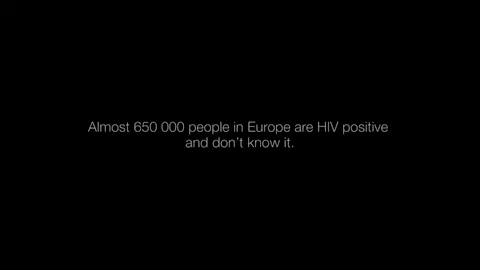 Almost 650 000 people in Europe are HIV positive
and don't know it.